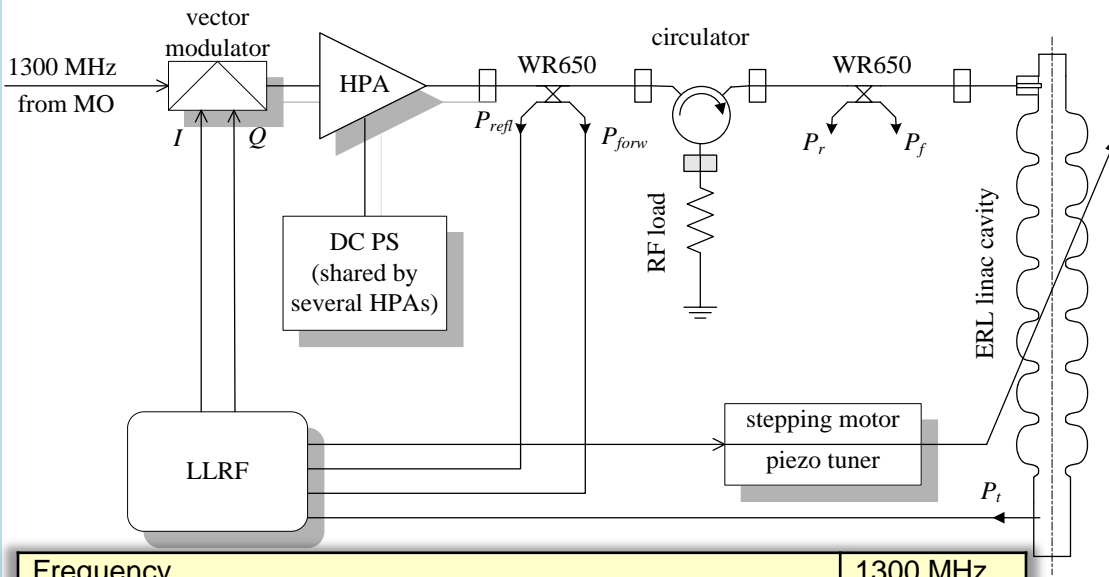 vector
modulator
circulator
1300 MHz
from MO
HPA
WR650
WR650
I
Q
P_refl
P_forw
P_r
P_f
DC PS
(shared by
several HPAs)
RF load
ERL linac cavity
stepping motor
piezo tuner
LLRF
P_t
Frequency 1300 MHz